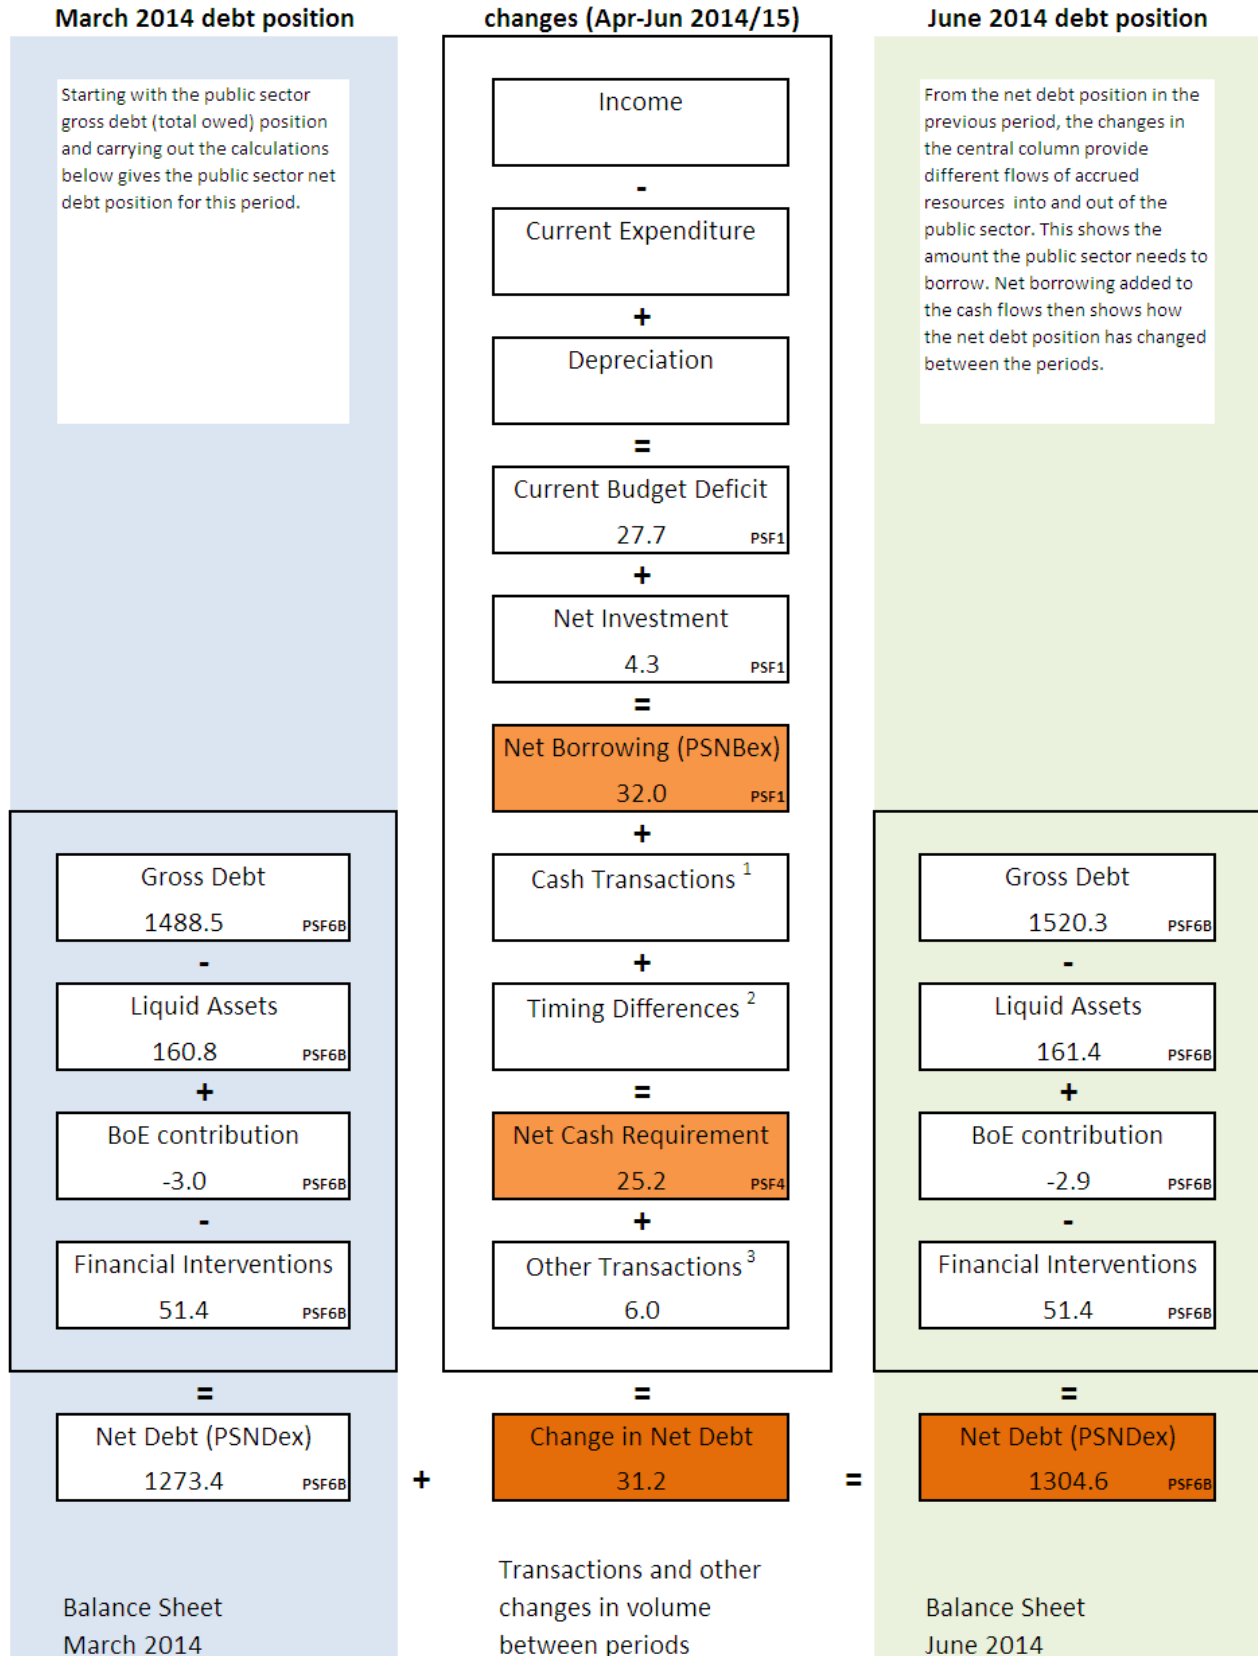 March 2014 debt position
Starting with the public sector
gross debt (total owed) position
and carrying out the calculations
below gives the public sector net
debt position for this period.
Gross Debt
1488.5 PSF6B
-
Liquid Assets
160.8 PSF6B
+
BoE contribution
-3.0 PSF6B
-
Financial Interventions
51.4 PSF6B
=
Net Debt (PSNDex)
1273.4 PSF6B
Balance Sheet
March 2014
changes (Apr-Jun 2014/15)
Income
-
Current Expenditure
+
Depreciation
=
Current Budget Deficit
27.7 PSF1
+
Net Investment
4.3 PSF1
=
Net Borrowing (PSNBex)
32.0 PSF1
+
Cash Transactions 1
+
Timing Differences 2
=
Net Cash Requirement
25.2 PSF4
+
Other Transactions 3
6.0
=
+
Change in Net Debt
31.2
=
Transactions and other
changes in volume
between periods
June 2014 debt position
From the net debt position in the
previous period, the changes in
the central column provide
different flows of accrued
resources into and out of the
public sector. This shows the
amount the public sector needs to
borrow. Net borrowing added to
the cash flows then shows how
the net debt position has changed
between the periods.
Gross Debt
1520.3 PSF6B
-
Liquid Assets
161.4 PSF6B
+
BoE contribution
-2.9 PSF6B
-
Financial Interventions
51.4 PSF6B
=
Net Debt (PSNDex)
1304.6 PSF6B
Balance Sheet
June 2014